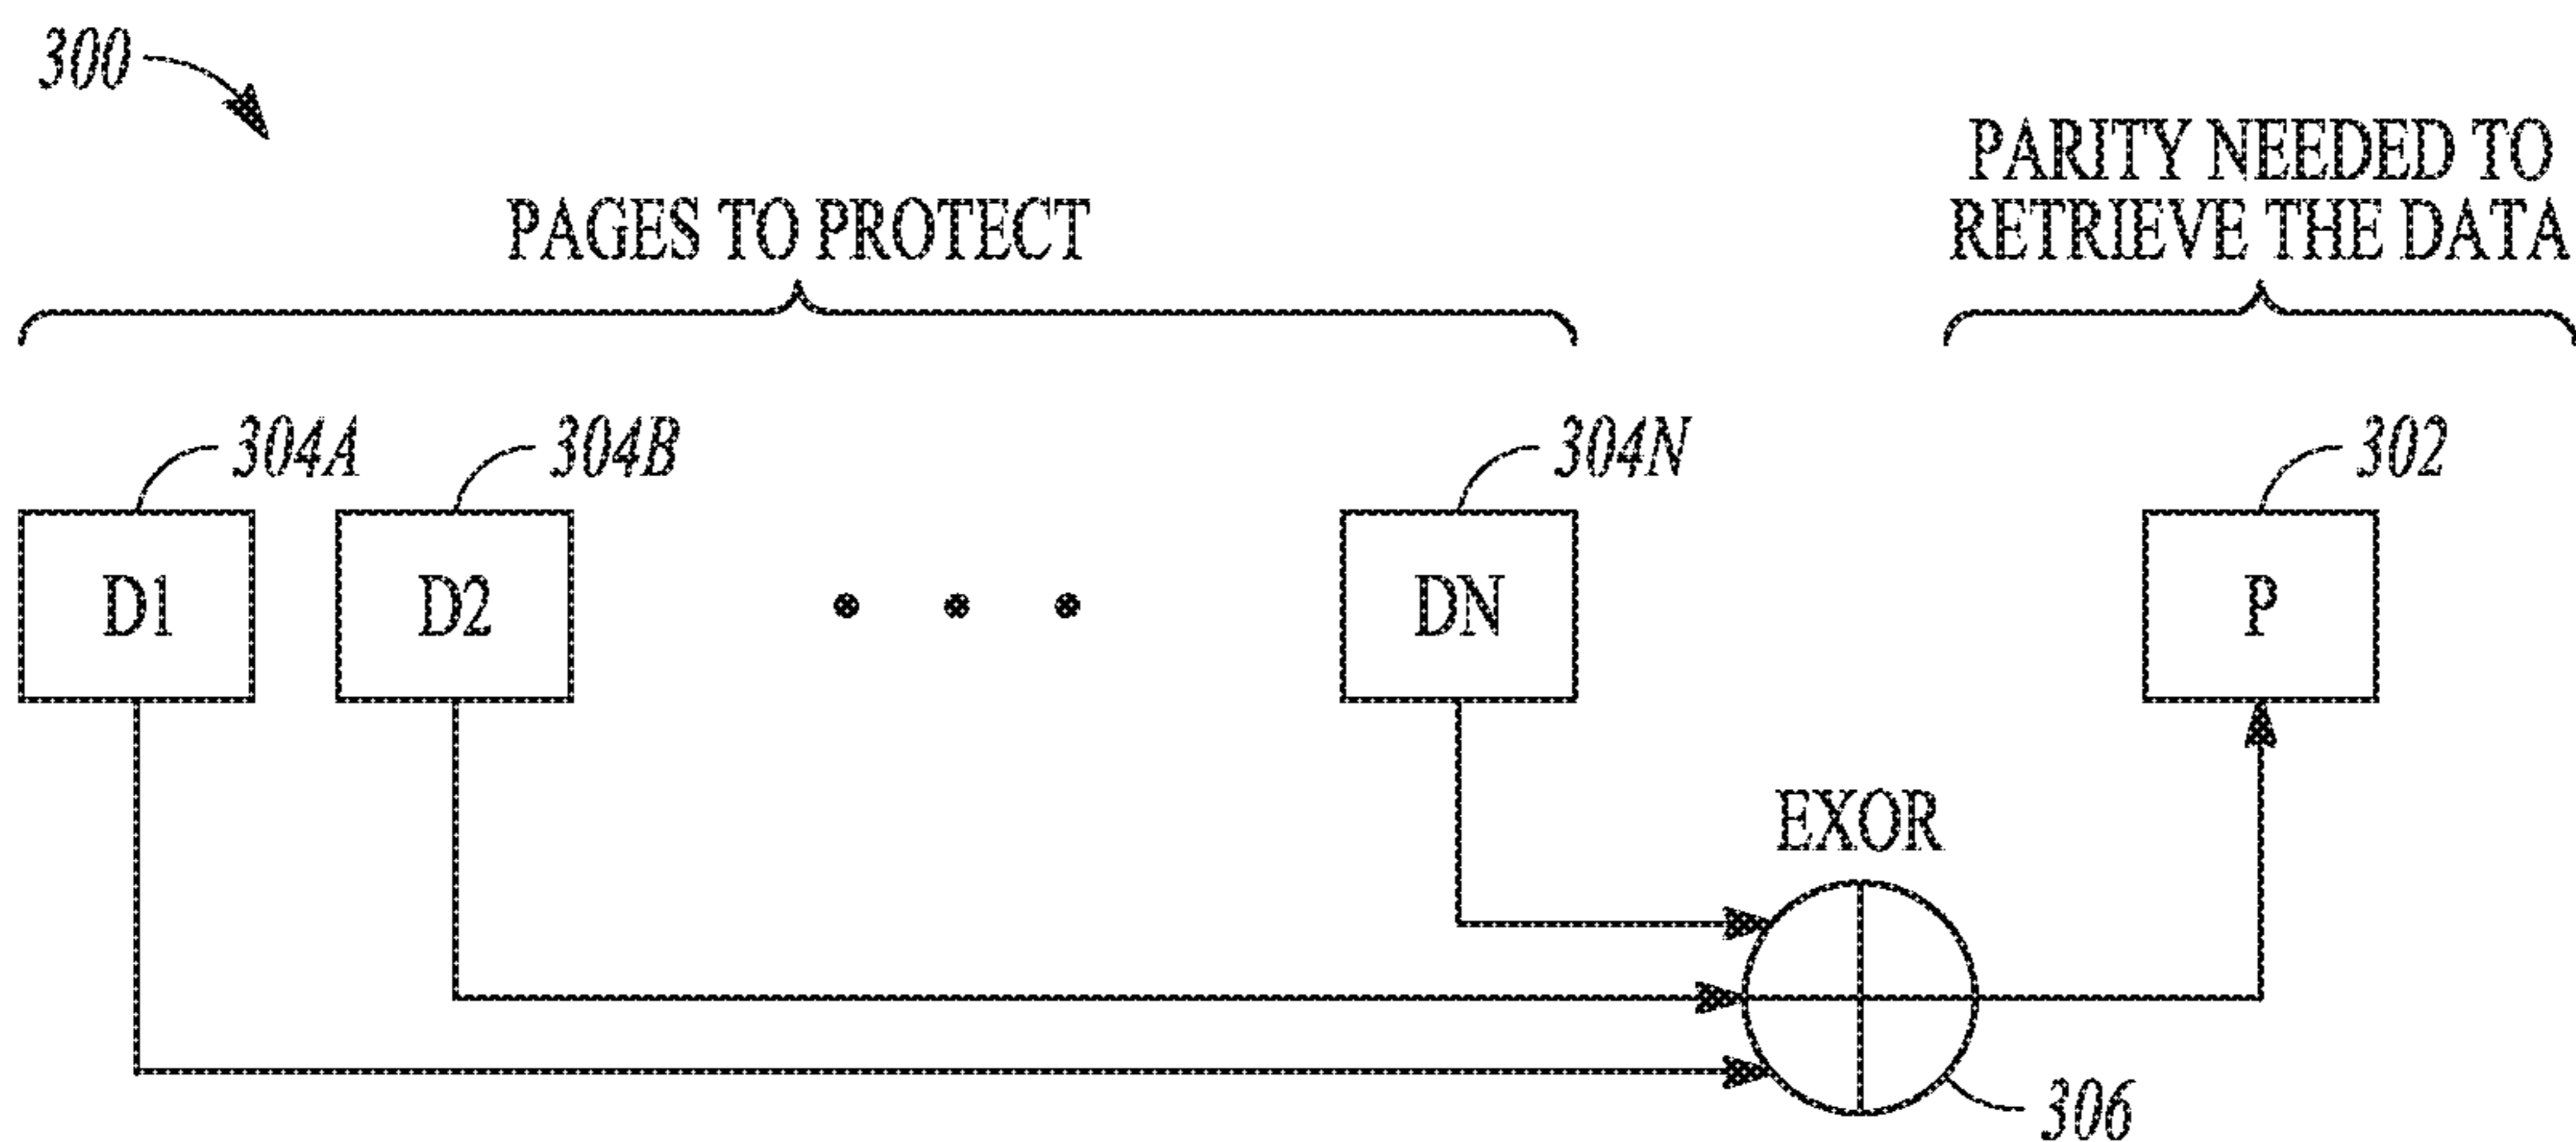 300
PAGES TO PROTECT
PARITY NEEDED TO
RETRIEVE THE DATA
304A
304B
304N
302
D1
D2
DN
P
EXOR
306